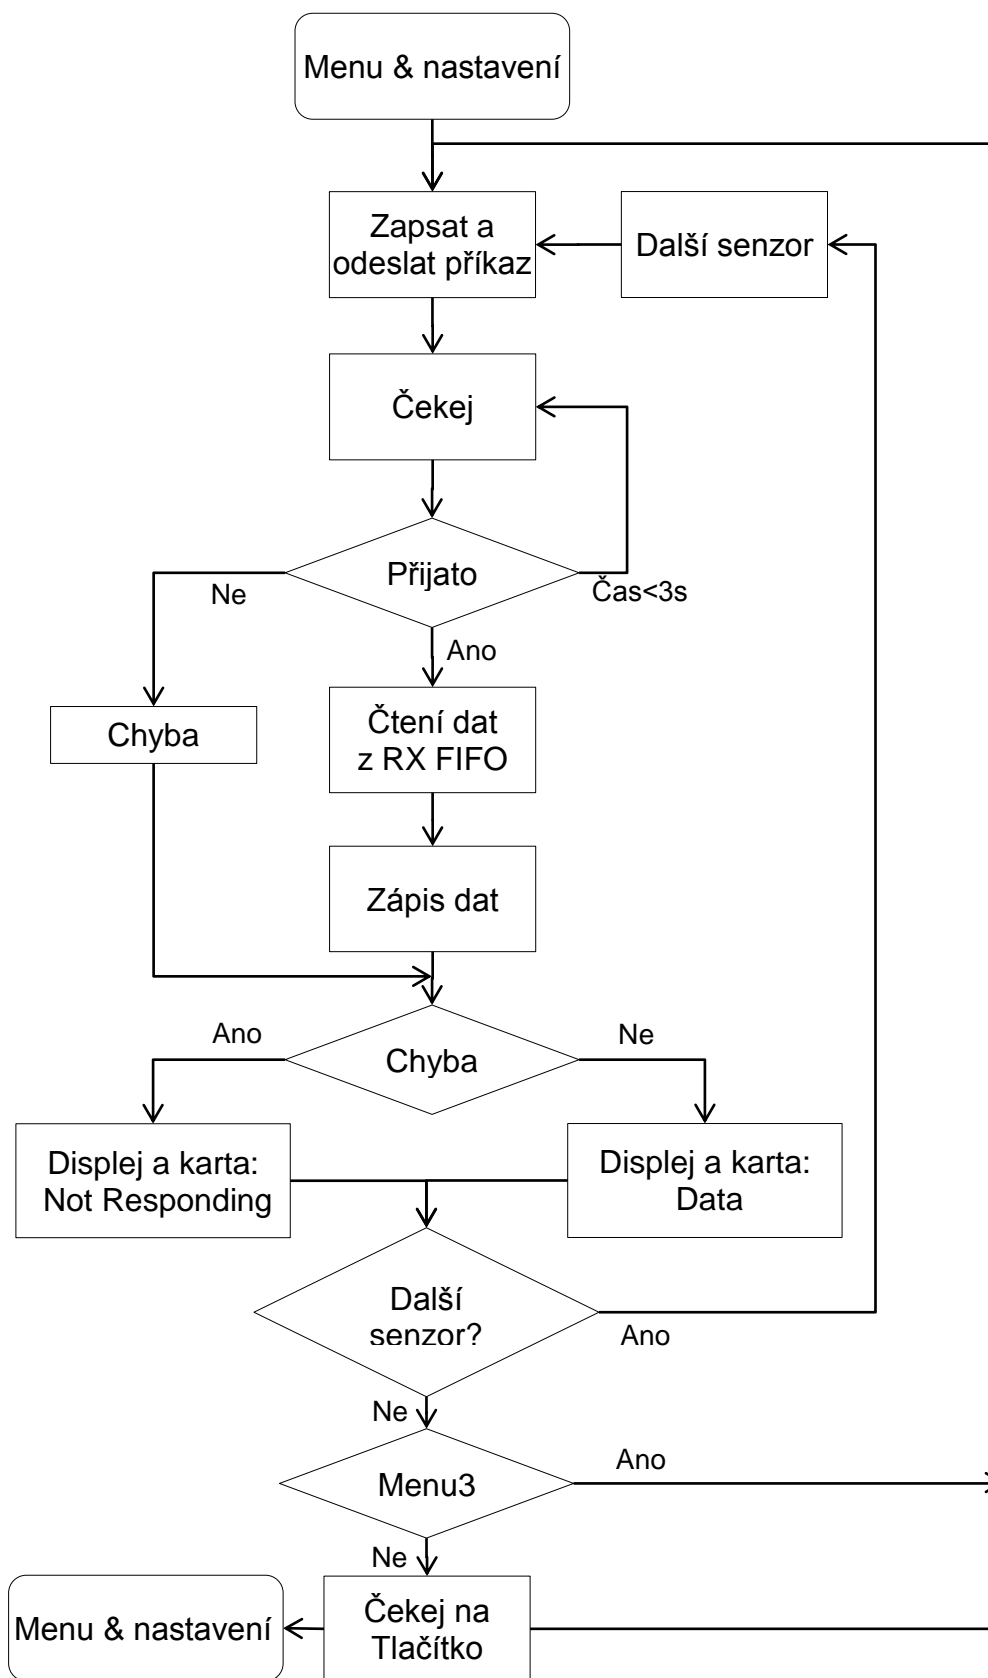 Menu & nastavení
Zapsat a
odeslat příkaz
Další senzor
Čekej
Přijato
Ne
Čas<3s
Ano
Chyba
Čtení dat
z RX FIFO
Zápis dat
Ano
Chyba
Ne
Displej a karta:
Not Responding
Displej a karta:
Data
Další
senzor?
Ano
Ne
Menu3
Ano
Ne
Menu & nastavení
Čekej na
Tlačítko